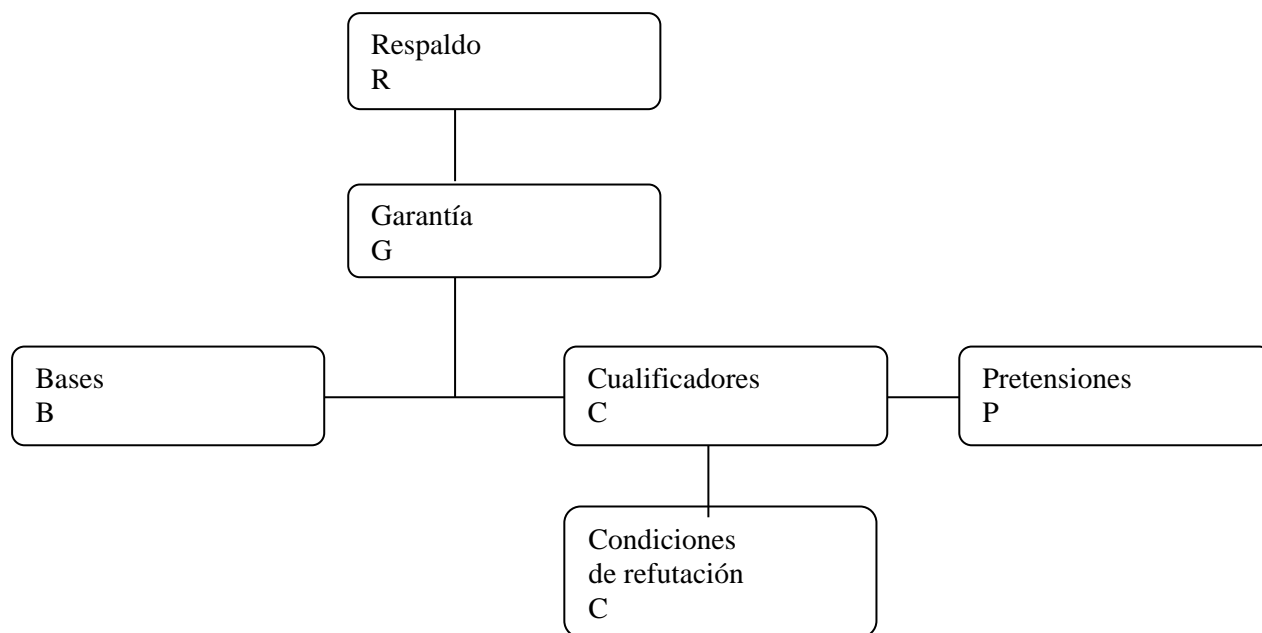 Respaldo
R
Garantía
G
Bases
B
Cualificadores
C
Pretensiones
P
Condiciones
de refutación
C